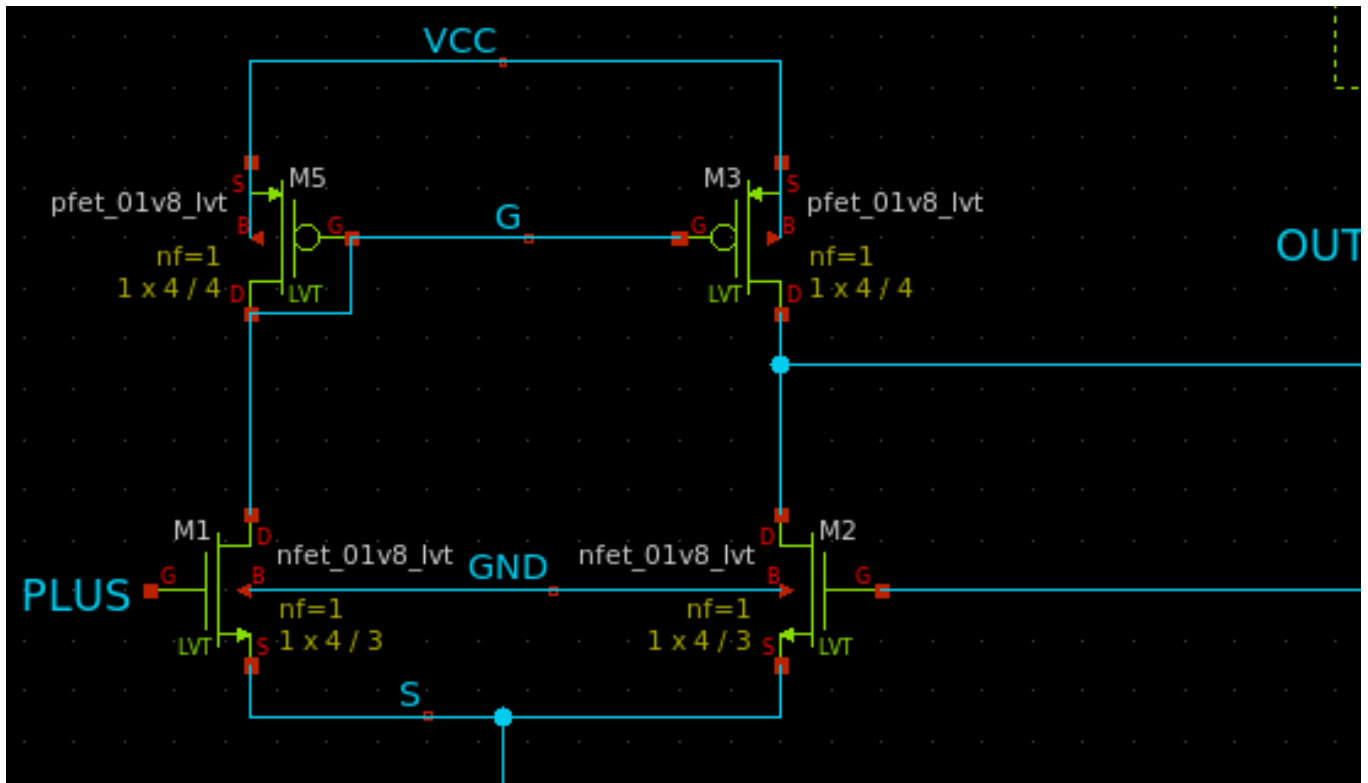 VCC
M5
M3
S
S
pfet_01v8_lvt
pfet_01v8_lvt
B
G
G
G
B
OUT
nf=1
nf=1
1 x 4 / 4
D
LVT
LVT
D
1 x 4 / 4
M1
D
D
M2
nfet_01v8_lvt
nfet_01v8_lvt
PLUS
G
B
GND
B
G
nf=1
nf=1
LVT
S
1 x 4 / 3
1 x 4 / 3
S
LVT
S